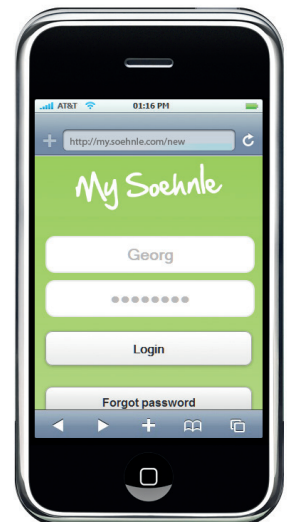 AT&T 01:16 PM
http://my.soehnle.com/new
My Soehnle
Georg
Login
Forgot password